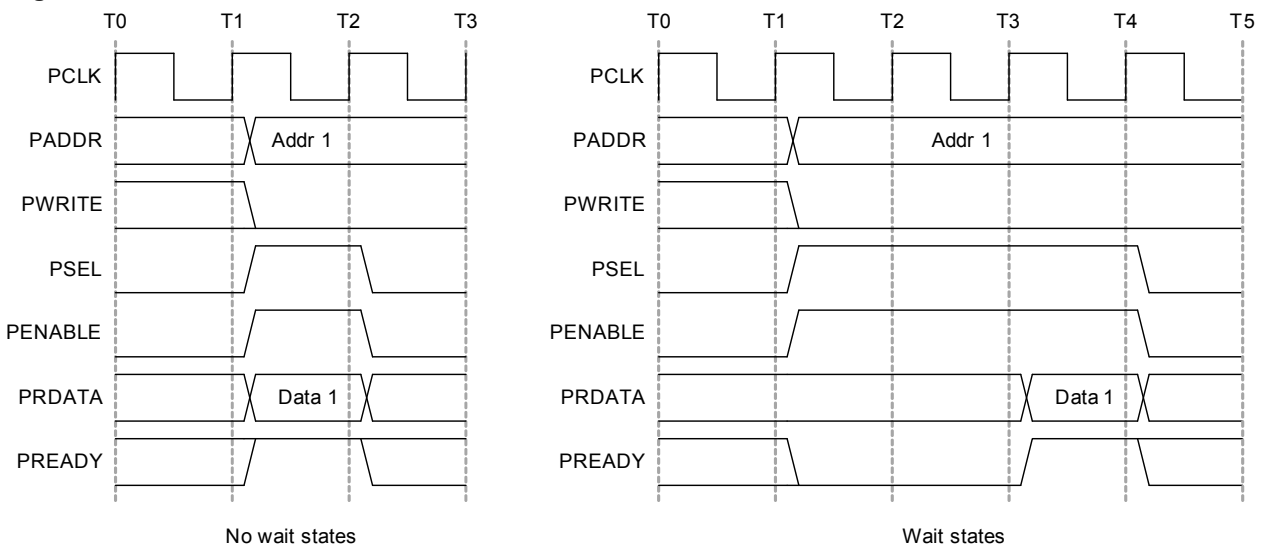 T0 T1 T2 T3 T0 T1 T2 T3 T4 T5
PCLK PCLK
PADDR Addr 1 PADDR Addr 1
PWRITE PWRITE
PSEL PSEL
PENABLE PENABLE
PRDATA Data 1 PRDATA Data 1
PREADY PREADY
No wait states Wait states